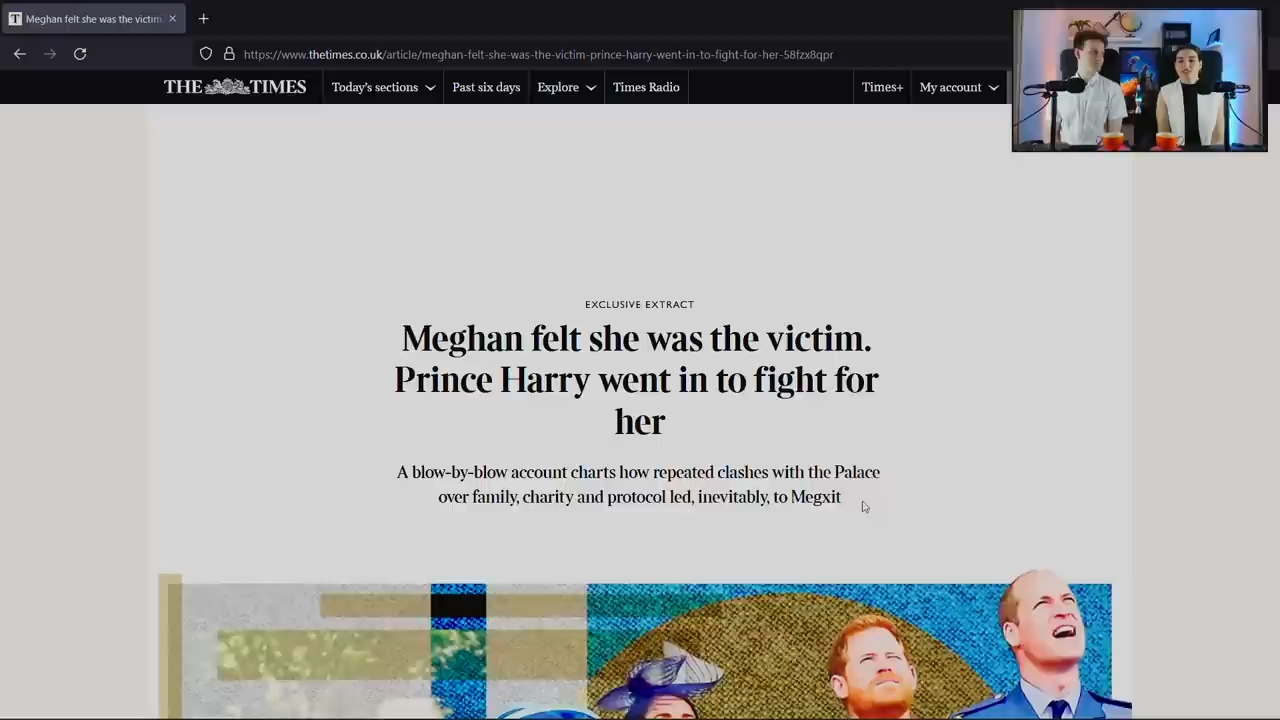 T Meghan felt she was the victim.
https://www.thetimes.co.uk/article/meghan-felt-she-was-the-victim-prince-harry-went-in-to-fight-for-her-58fzx8qpr
THE TIMES Today's sections Past six days Explore Times Radio Times+ My account
EXCLUSIVE EXTRACT
Meghan felt she was the victim.
Prince Harry went in to fight for
her
A blow-by-blow account charts how repeated clashes with the Palace
over family, charity and protocol led, inevitably, to Megxit